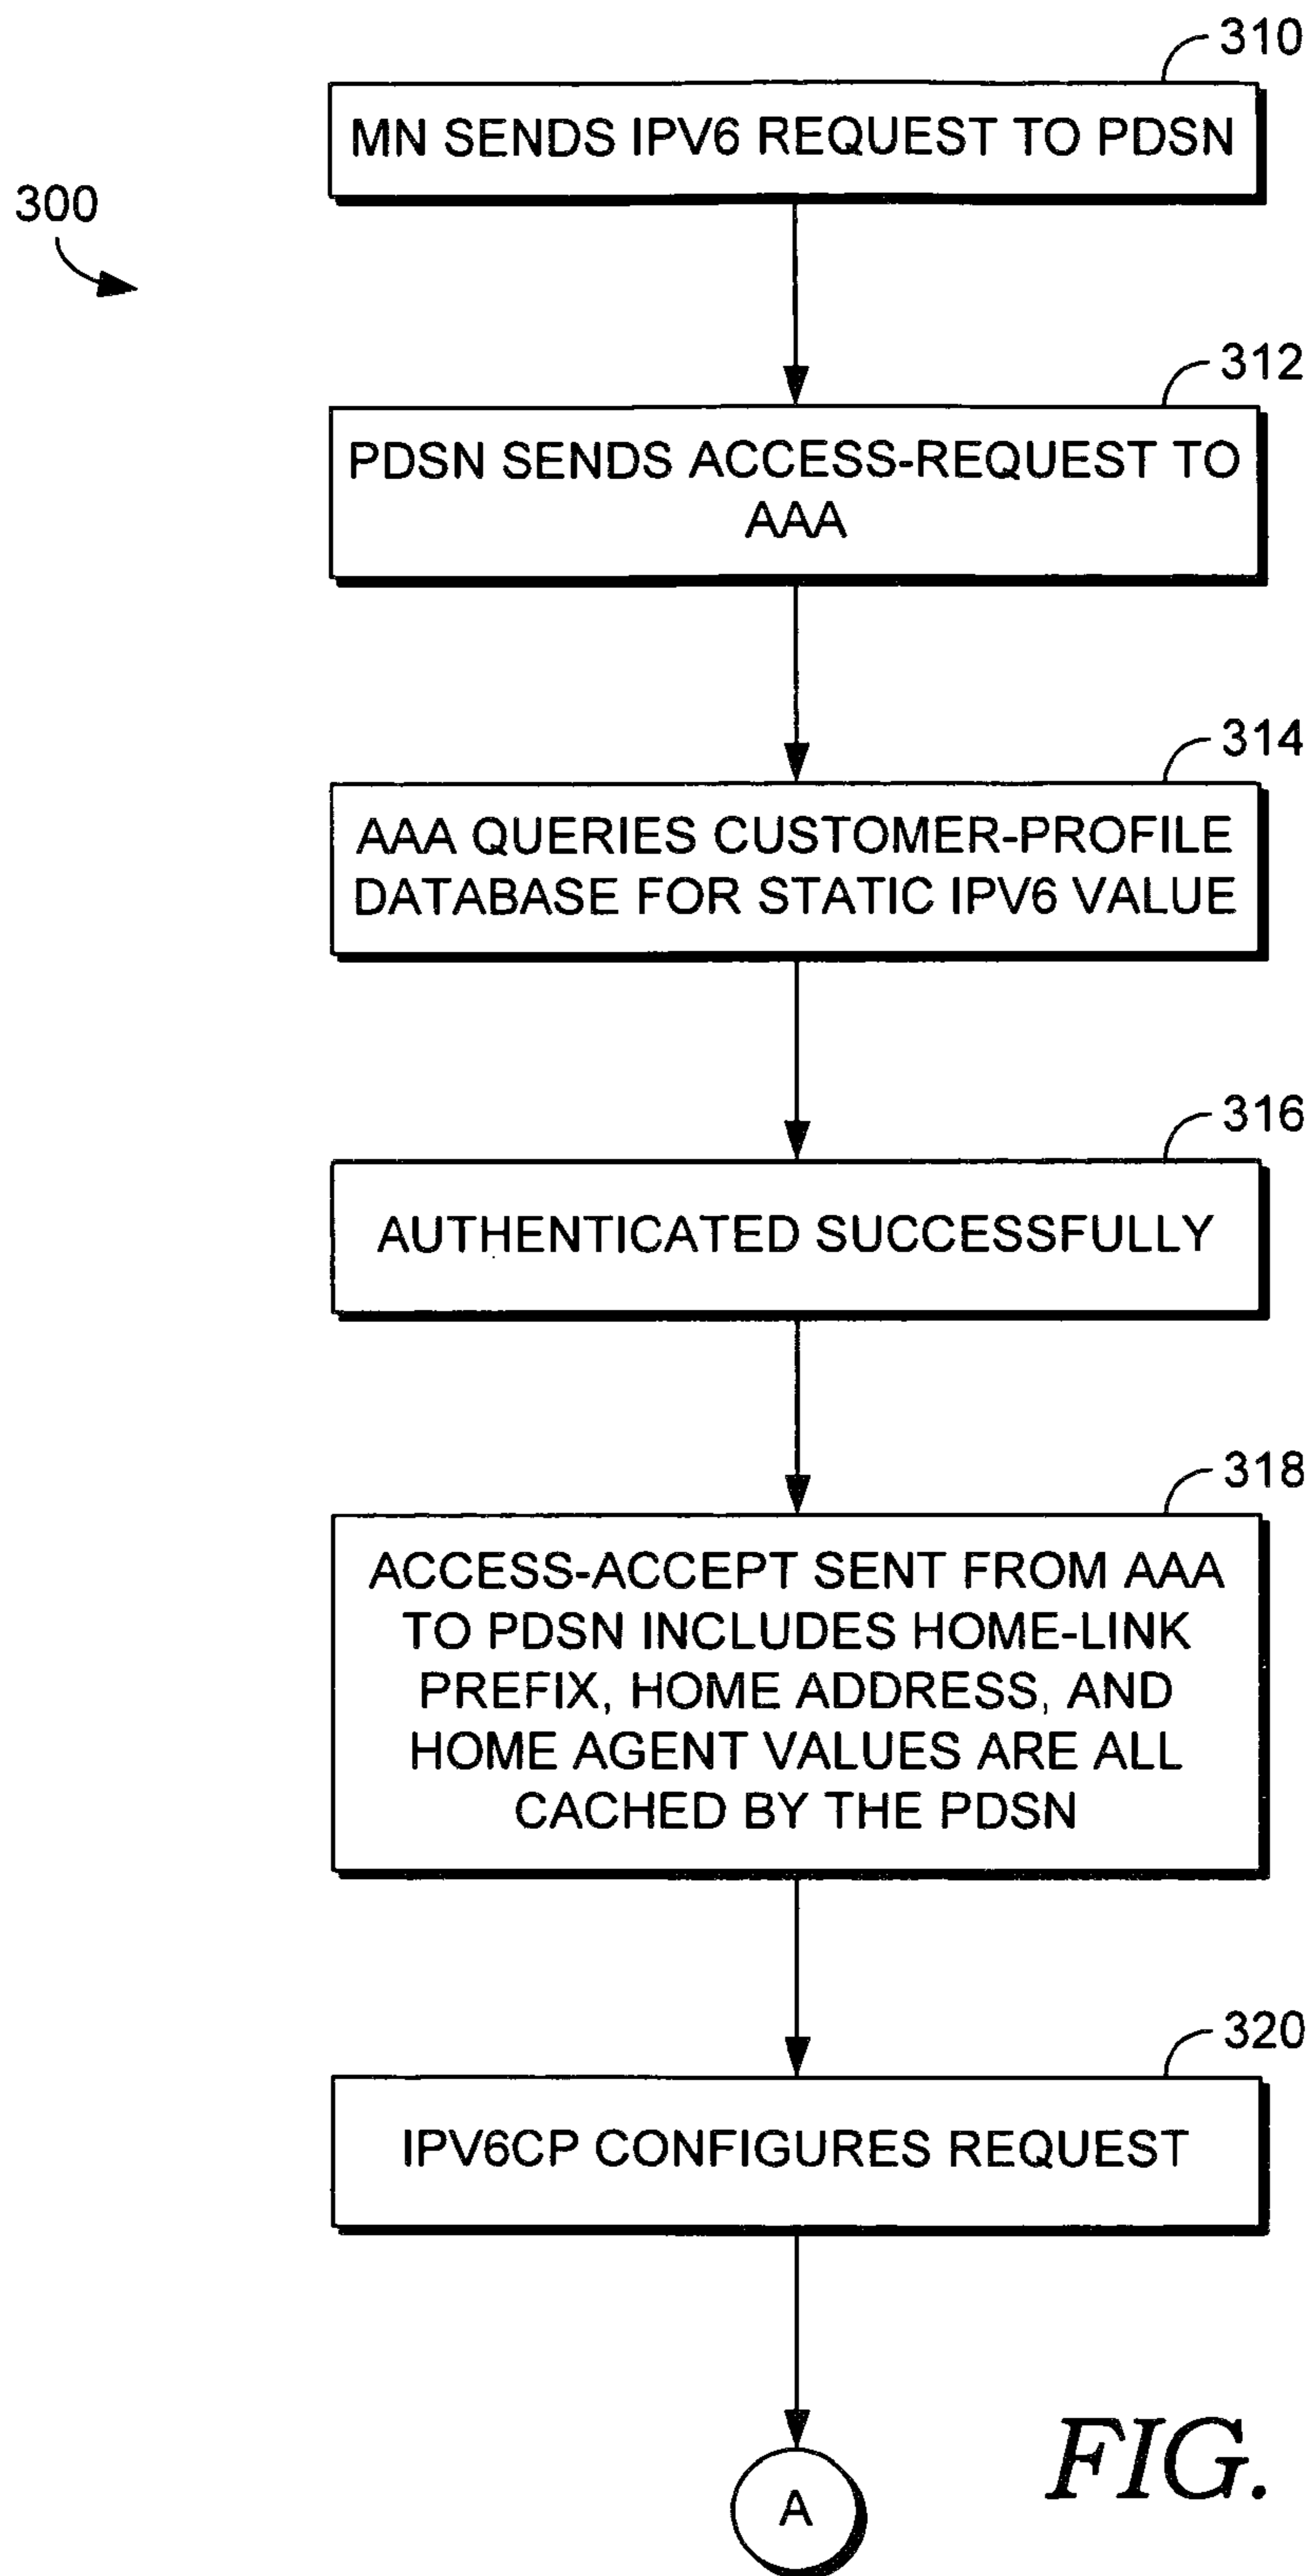 310
MN SENDS IPV6 REQUEST TO PDSN
300
312
PDSN SENDS ACCESS-REQUEST TO
AAA
314
AAA QUERIES CUSTOMER-PROFILE
DATABASE FOR STATIC IPV6 VALUE
316
AUTHENTICATED SUCCESSFULLY
318
ACCESS-ACCEPT SENT FROM AAA
TO PDSN INCLUDES HOME-LINK
PREFIX, HOME ADDRESS, AND
HOME AGENT VALUES ARE ALL
CACHED BY THE PDSN
320
IPV6CP CONFIGURES REQUEST
FIG.
A